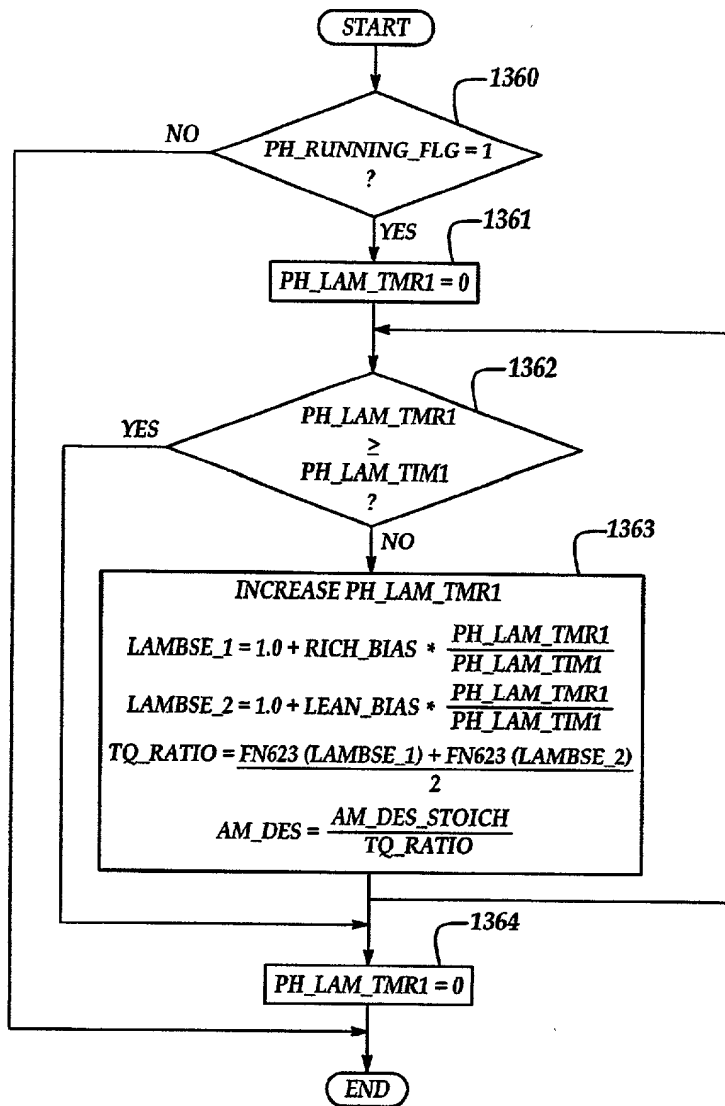 START
1360
NO
PH_RUNNING_FLG = 1
?
YES
1361
PH_LAM_TMR1 = 0
1362
YES
PH_LAM_TMR1
≥
PH_LAM_TIM1
?
NO
1363
INCREASE PH_LAM_TMR1
LAMBSE_1 = 1.0 + RICH_BIAS * PH_LAM_TMR1 / PH_LAM_TIM1
LAMBSE_2 = 1.0 + LEAN_BIAS * PH_LAM_TMR1 / PH_LAM_TIM1
TQ_RATIO = FN623 (LAMBSE_1) + FN623 (LAMBSE_2) / 2
AM_DES = AM_DES_STOICH / TQ_RATIO
1364
PH_LAM_TMR1 = 0
END